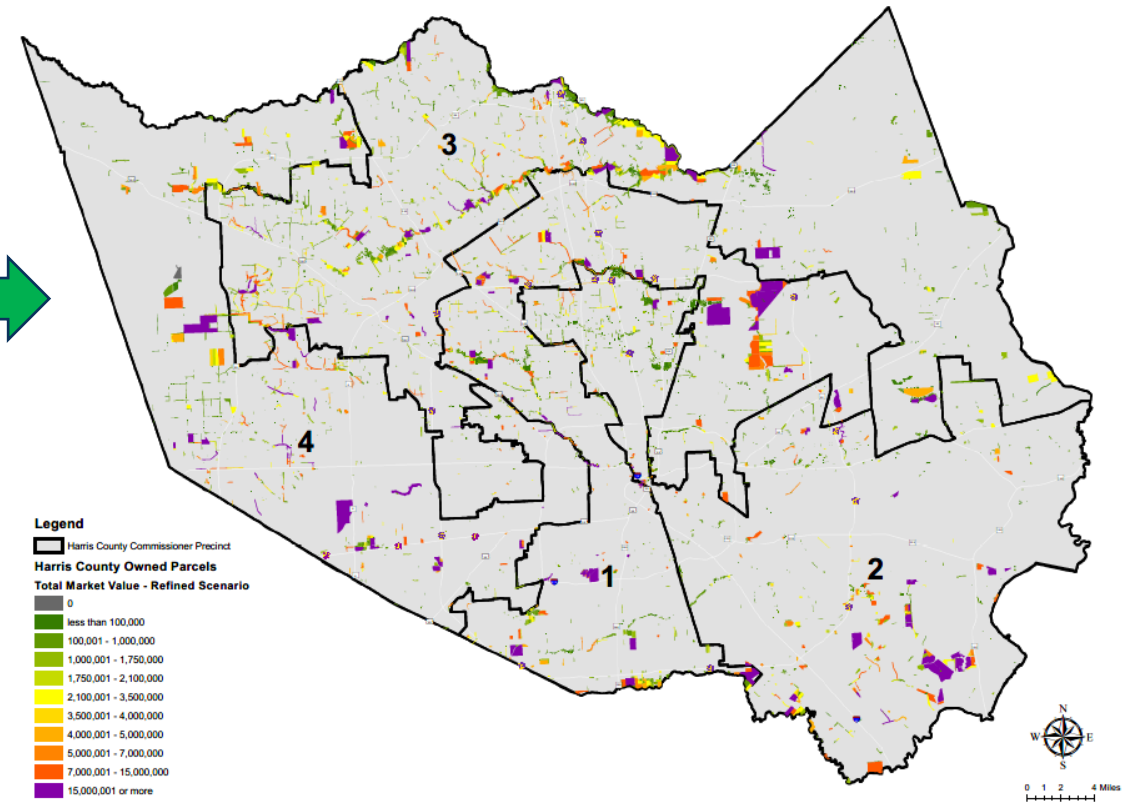 3
4
1
2
Legend
Harris County Commissioner Precinct
Harris County Owned Parcels
Total Market Value - Refined Scenario
0
less than 100,000
100,001 - 1,000,000
1,000,001 - 1,750,000
1,750,001 - 2,100,000
2,100,001 - 3,500,000
3,500,001 - 4,000,000
4,000,001 - 5,000,000
5,000,001 - 7,000,000
7,000,001 - 15,000,000
15,000,001 or more
N
W E
S
0 1 2 4 Miles